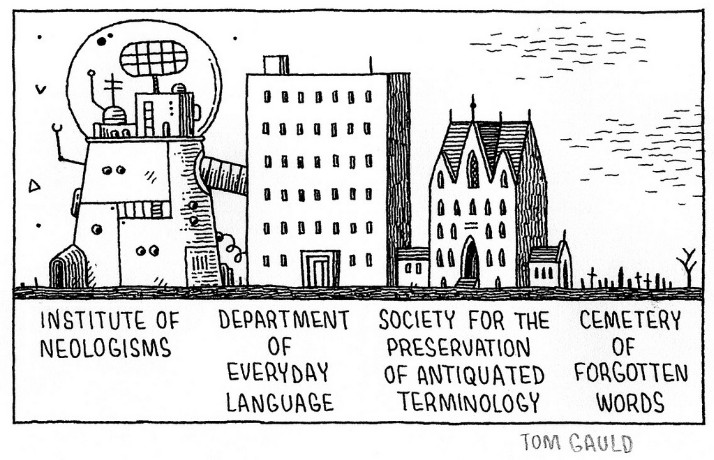 INSTITUTE OF
NEOLOGISMS
DEPARTMENT
OF
EVERYDAY
LANGUAGE
SOCIETY FOR THE
PRESERVATION
OF ANTIQUATED
TERMINOLOGY
CEMETERY
OF
FORGOTTEN
WORDS
TOM GAULD